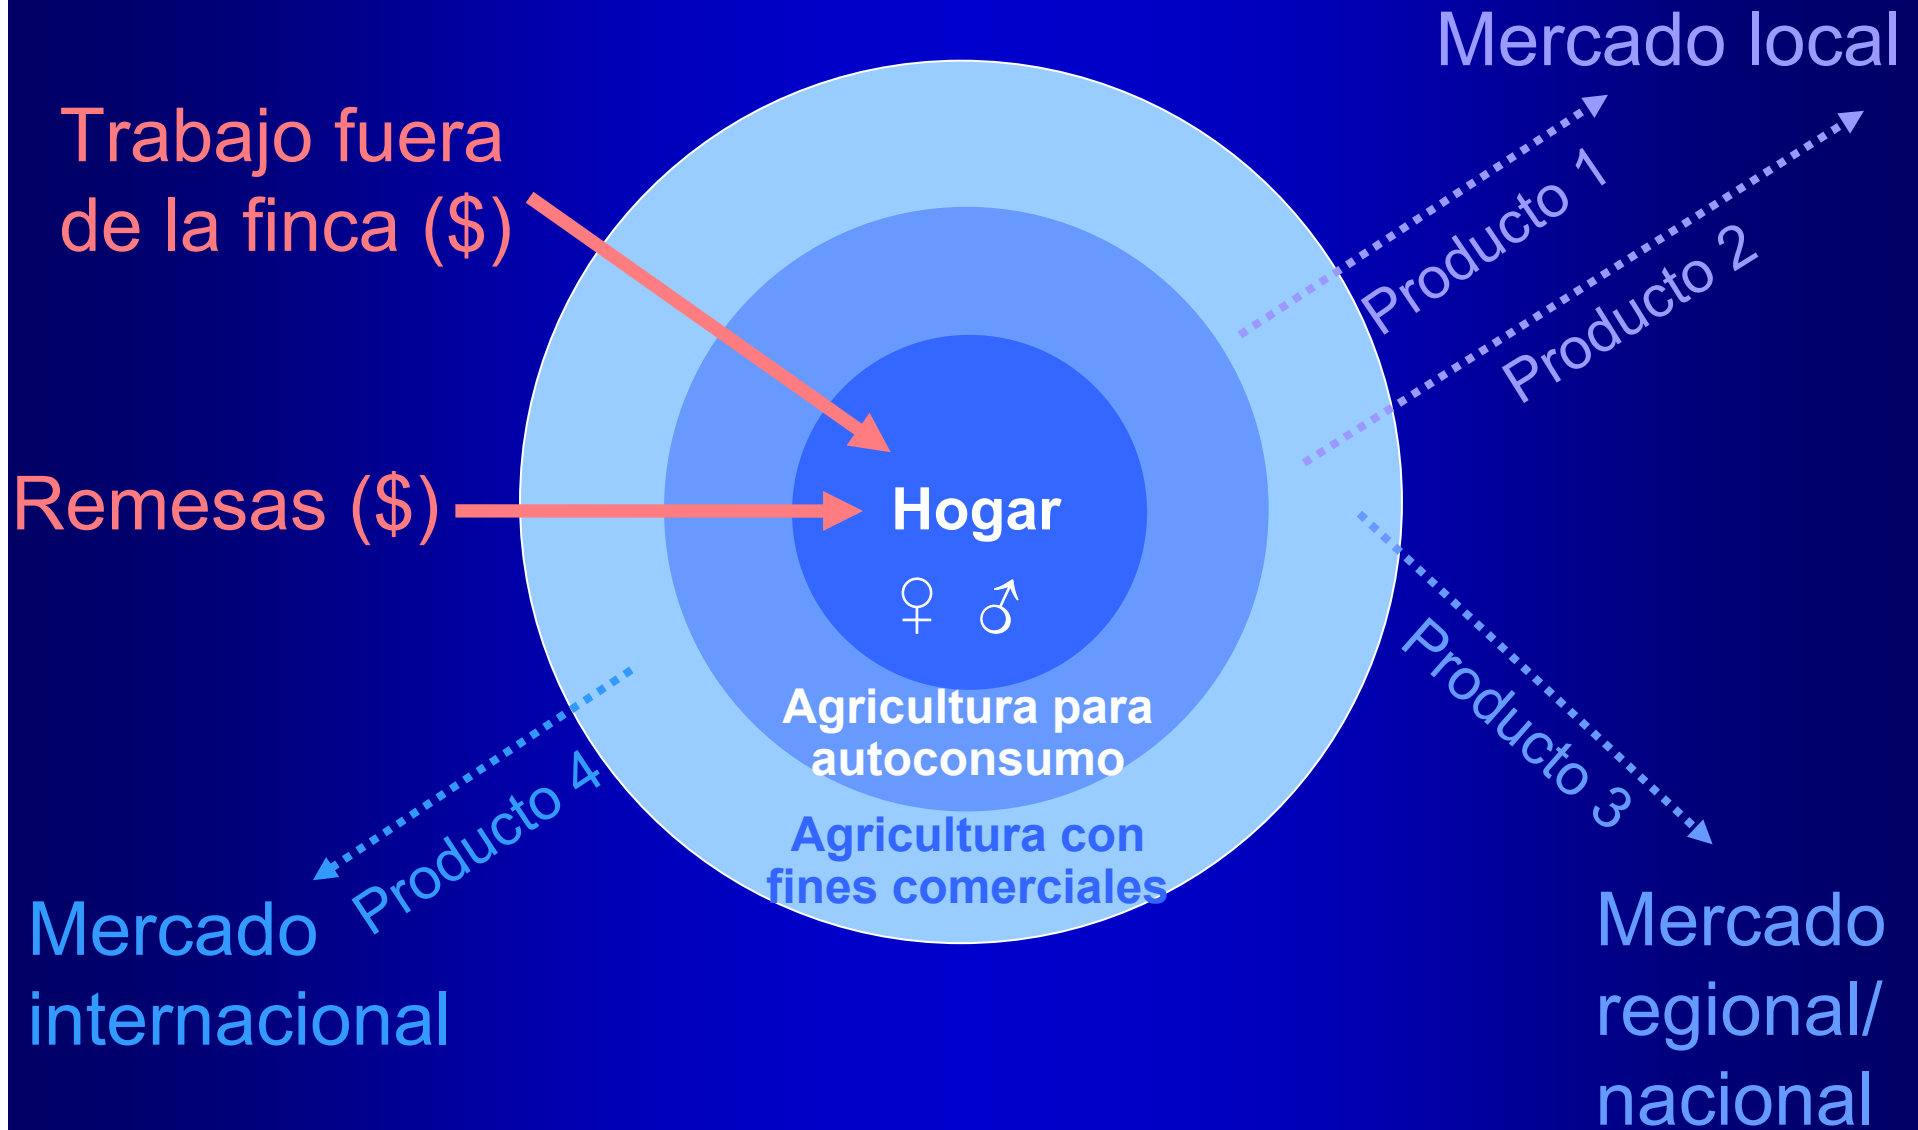 Mercado local
Trabajo fuera
de la finca ($)
Producto 1
Producto 2
Remesas ($)
Hogar
♀ ♂
Agricultura para
autoconsumo
Agricultura con
fines comerciales
Producto 3
Producto 4
Mercado
internacional
Mercado
regional/
nacional